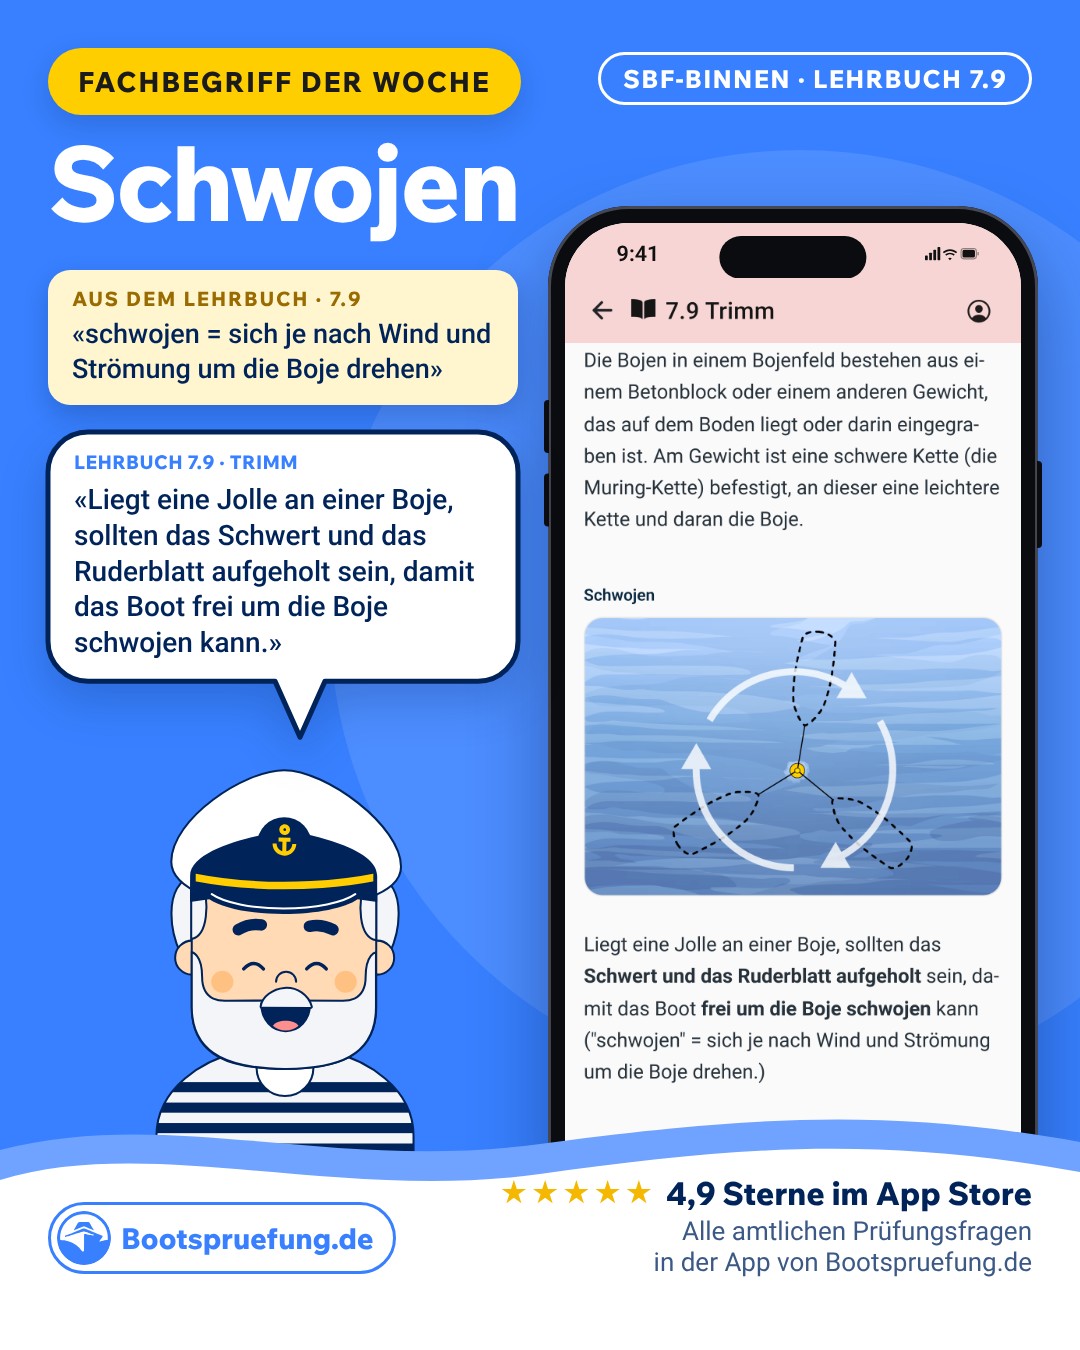 FACHBEGRIFF DER WOCHE
SBF-BINNEN · LEHRBUCH 7.9
Schwojen
AUS DEM LEHRBUCH · 7.9
«schwojen = sich je nach Wind und
Strömung um die Boje drehen»
LEHRBUCH 7.9 · TRIMM
«Liegt eine Jolle an einer Boje,
sollten das Schwert und das
Ruderblatt aufgeholt sein, damit
das Boot frei um die Boje
schwojen kann.»
9:41
7.9 Trimm
Die Bojen in einem Bojenfeld bestehen aus ei-
nem Betonblock oder einem anderen Gewicht,
das auf dem Boden liegt oder darin eingegra-
ben ist. Am Gewicht ist eine schwere Kette (die
Muring-Kette) befestigt, an dieser eine leichtere
Kette und daran die Boje.
Schwojen
Liegt eine Jolle an einer Boje, sollten das
Schwert und das Ruderblatt aufgeholt sein, da-
mit das Boot frei um die Boje schwojen kann
("schwojen" = sich je nach Wind und Strömung
um die Boje drehen.)
Bootspruefung.de
★★★★★ 4,9 Sterne im App Store
Alle amtlichen Prüfungsfragen
in der App von Bootspruefung.de